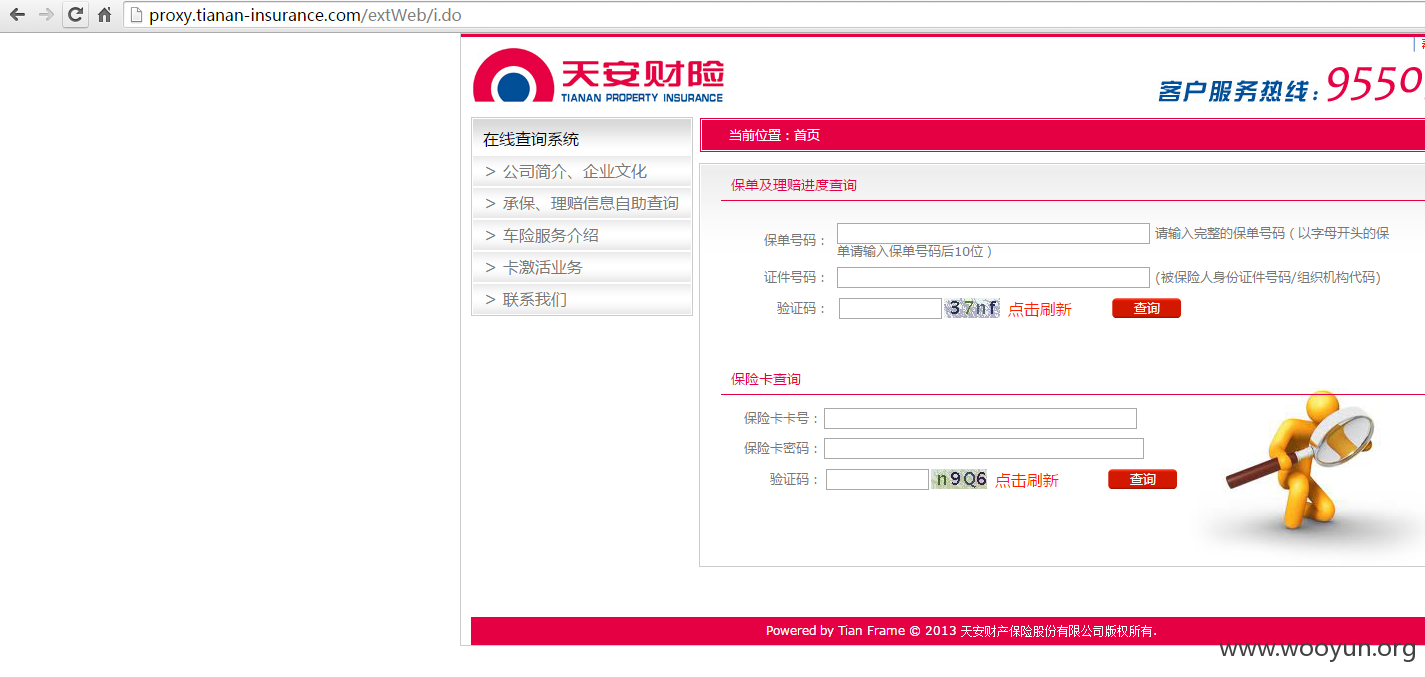 proxy.tianan-insurance.com/extWeb/i.do
天安财险
TIANAN PROPERTY INSURANCE
客户服务热线：9550
在线查询系统
> 公司简介、企业文化
> 承保、理赔信息自助查询
> 车险服务介绍
> 卡激活业务
> 联系我们
当前位置：首页
保单及理赔进度查询
保单号码： 请输入完整的保单号码（以字母开头的保
单请输入保单号码后10位）
证件号码： (被保险人身份证件号码/组织机构代码)
验证码： 37nf 点击刷新 查询
保险卡查询
保险卡卡号：
保险卡密码：
验证码： n9Q6 点击刷新 查询
Powered by Tian Frame © 2013 天安财产保险股份有限公司版权所有.
www.wooyun.org